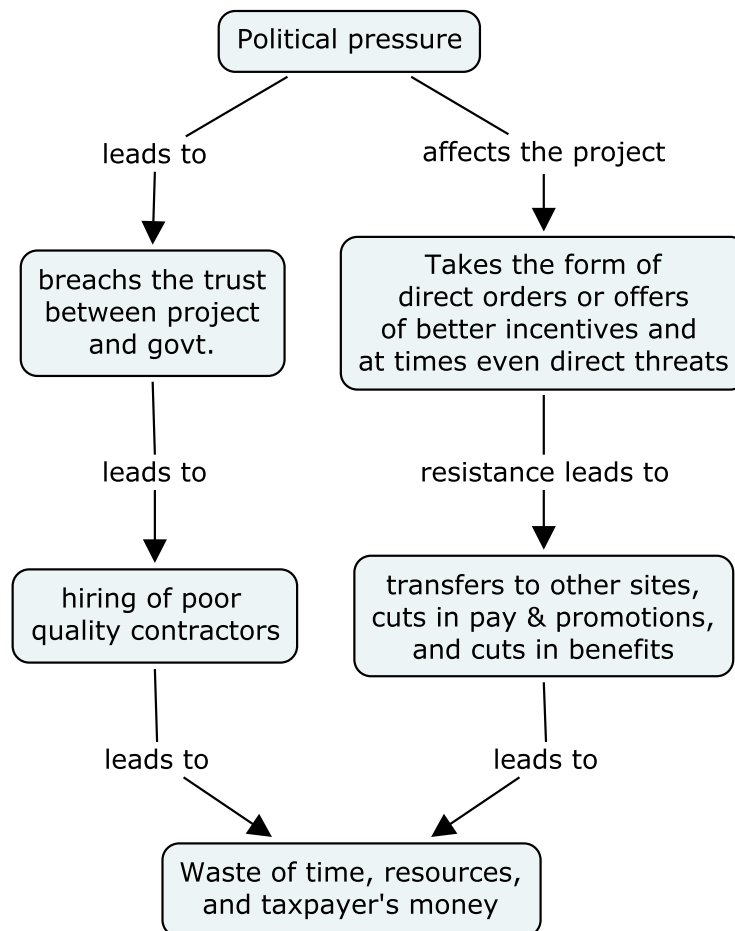 Political pressure
leads to
affects the project
breachs the trust
between project
and govt.
Takes the form of
direct orders or offers
of better incentives and
at times even direct threats
leads to
resistance leads to
hiring of poor
quality contractors
transfers to other sites,
cuts in pay & promotions,
and cuts in benefits
leads to
leads to
Waste of time, resources,
and taxpayer's money